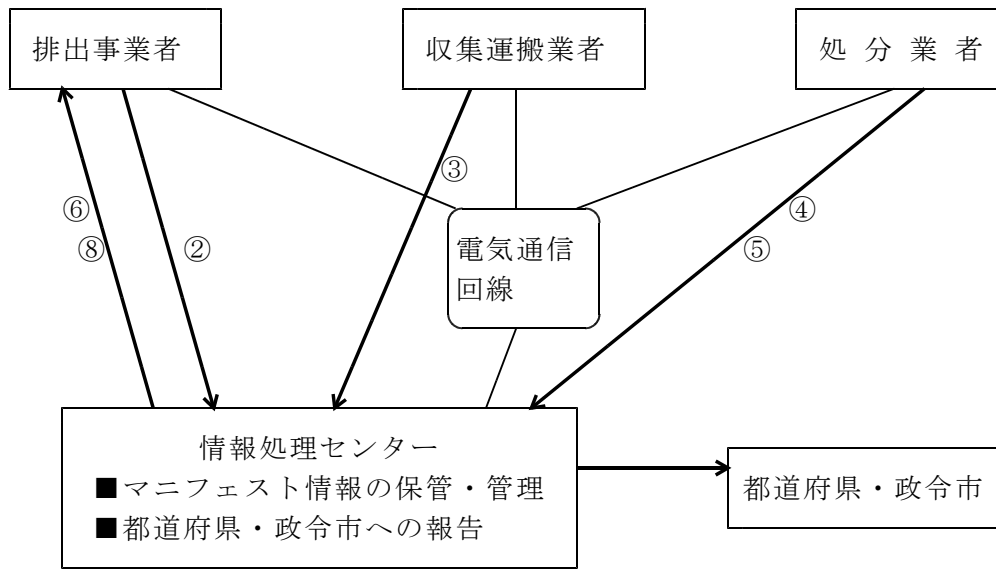 排出事業者
収集運搬業者
処分業者
③
⑥
④
⑧
②
⑤
電気通信
回線
情報処理センター
■マニフェスト情報の保管・管理
■都道府県・政令市への報告
都道府県・政令市